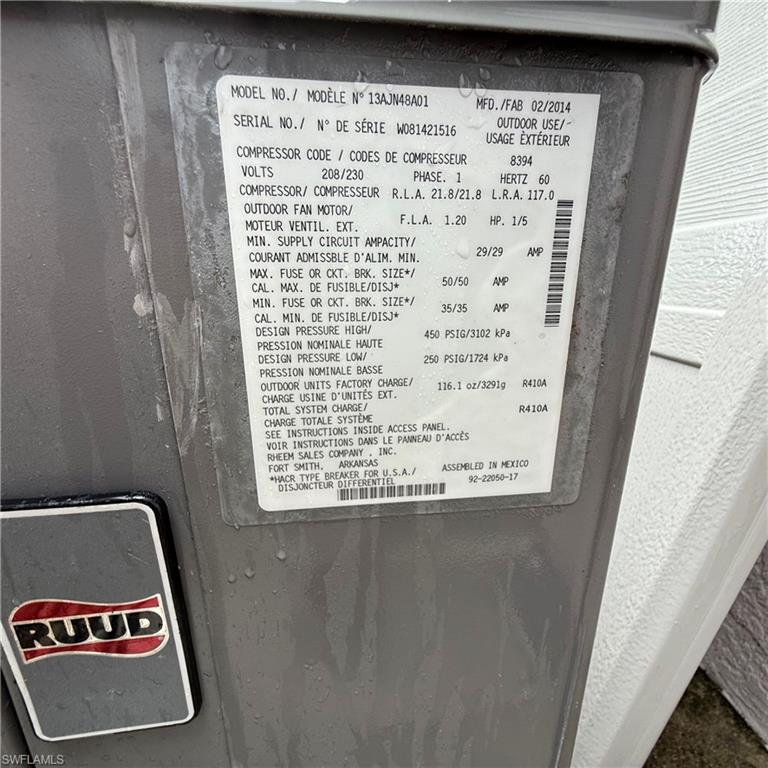 MODEL NO./ MODÈLE N° 13AJN48A01 MFD./FAB 02/2014
SERIAL NO./ N° DE SÉRIE W081421516 OUTDOOR USE/-
USAGE ÈXTÉRIEUR
COMPRESSOR CODE / CODES DE COMPRESSEUR 8394
VOLTS 208/230 PHASE. 1 HERTZ 60
COMPRESSOR/ COMPRESSEUR R.L.A. 21.8/21.8 L.R.A. 117.0
OUTDOOR FAN MOTOR/
MOTEUR VENTIL. EXT. F.L.A. 1.20 HP. 1/5
MIN. SUPPLY CIRCUIT AMPACITY/
COURANT ADMISSBLE D'ALIM. MIN. 29/29 AMP
MAX. FUSE OR CKT. BRK. SIZE*/
CAL. MAX. DE FUSIBLE/DISJ* 50/50 AMP
MIN. FUSE OR CKT. BRK. SIZE*/
CAL. MIN. DE FUSIBLE/DISJ* 35/35 AMP
DESIGN PRESSURE HIGH/ 450 PSIG/3102 kPa
PRESSION NOMINALE HAUTE
DESIGN PRESSURE LOW/ 250 PSIG/1724 kPa
PRESSION NOMINALE BASSE
OUTDOOR UNITS FACTORY CHARGE/ 116.1 oz/3291g R410A
CHARGE USINE D'UNITÉS EXT.
TOTAL SYSTEM CHARGE/ R410A
CHARGE TOTALE SYSTÈME
SEE INSTRUCTIONS INSIDE ACCESS PANEL.
VOIR INSTRUCTIONS DANS LE PANNEAU D'ACCÈS
RHEEM SALES COMPANY , INC.
FORT SMITH, ARKANSAS ASSEMBLED IN MEXICO
*HACR TYPE BREAKER FOR U.S.A./ 92-22050-17
DISJONCTEUR DIFFERENTIEL
RUUD
SWFLAMLS